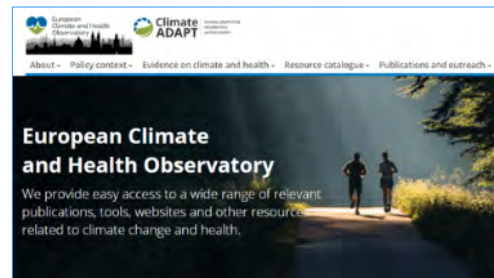 European
Climate and Health
Observatory
Climate
ADAPT
About
Policy context
Evidence on climate and health
Resource catalogue
Publications and outreach
European Climate
and Health Observatory
We provide easy access to a wide range of relevant
publications, tools, websites and other resources
related to climate change and health.